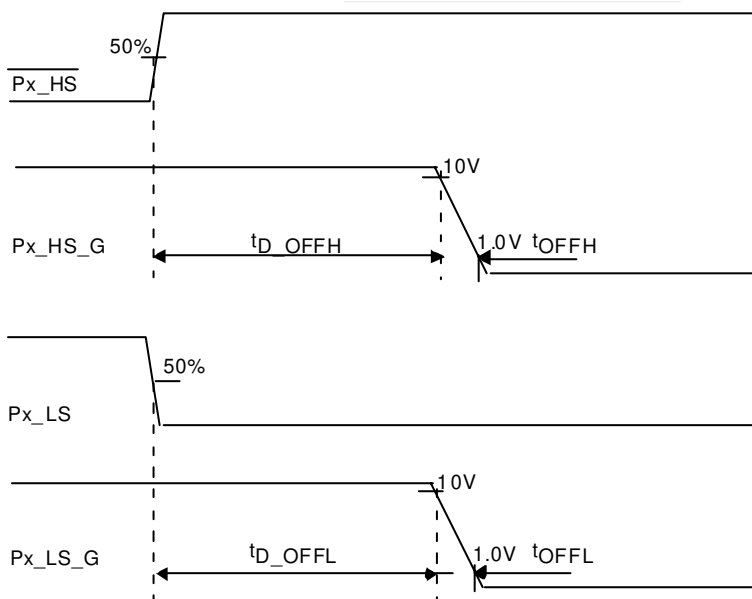 50%
Px_HS
10V
Px_HS_G
tD_OFFH
1.0V tOFFH
50%
Px_LS
10V
Px_LS_G
tD_OFFL
1.0V tOFFL